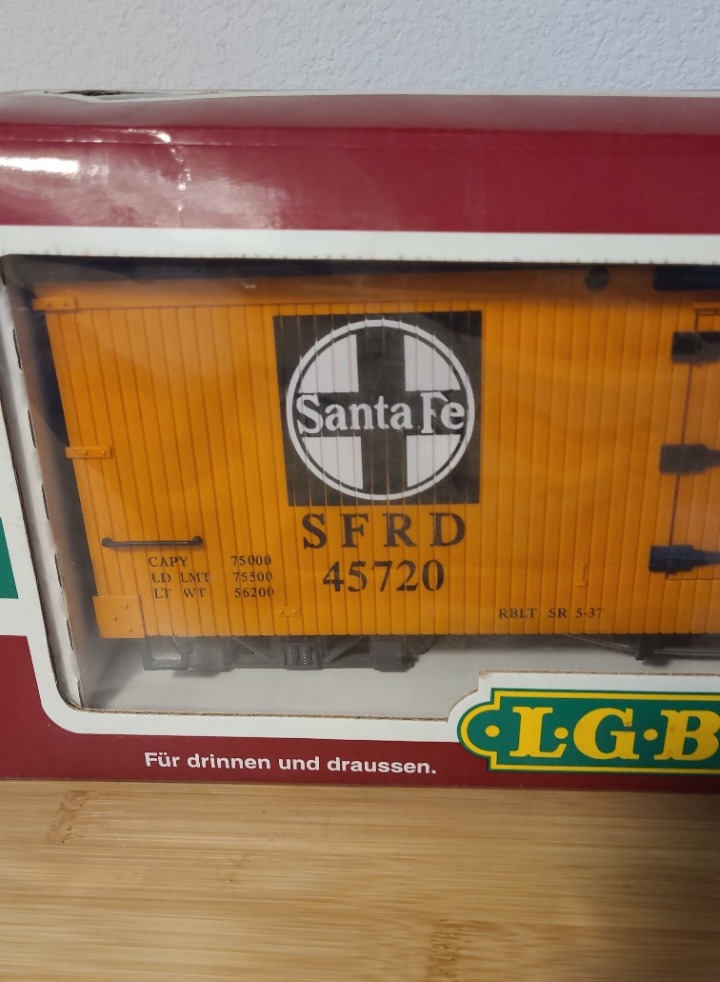 Santa Fe
SFRD
45720
CAPY 75000
LD LMT 75500
LT WT 56200
RBLT SR 5-37
L·G·B
Für drinnen und draussen.